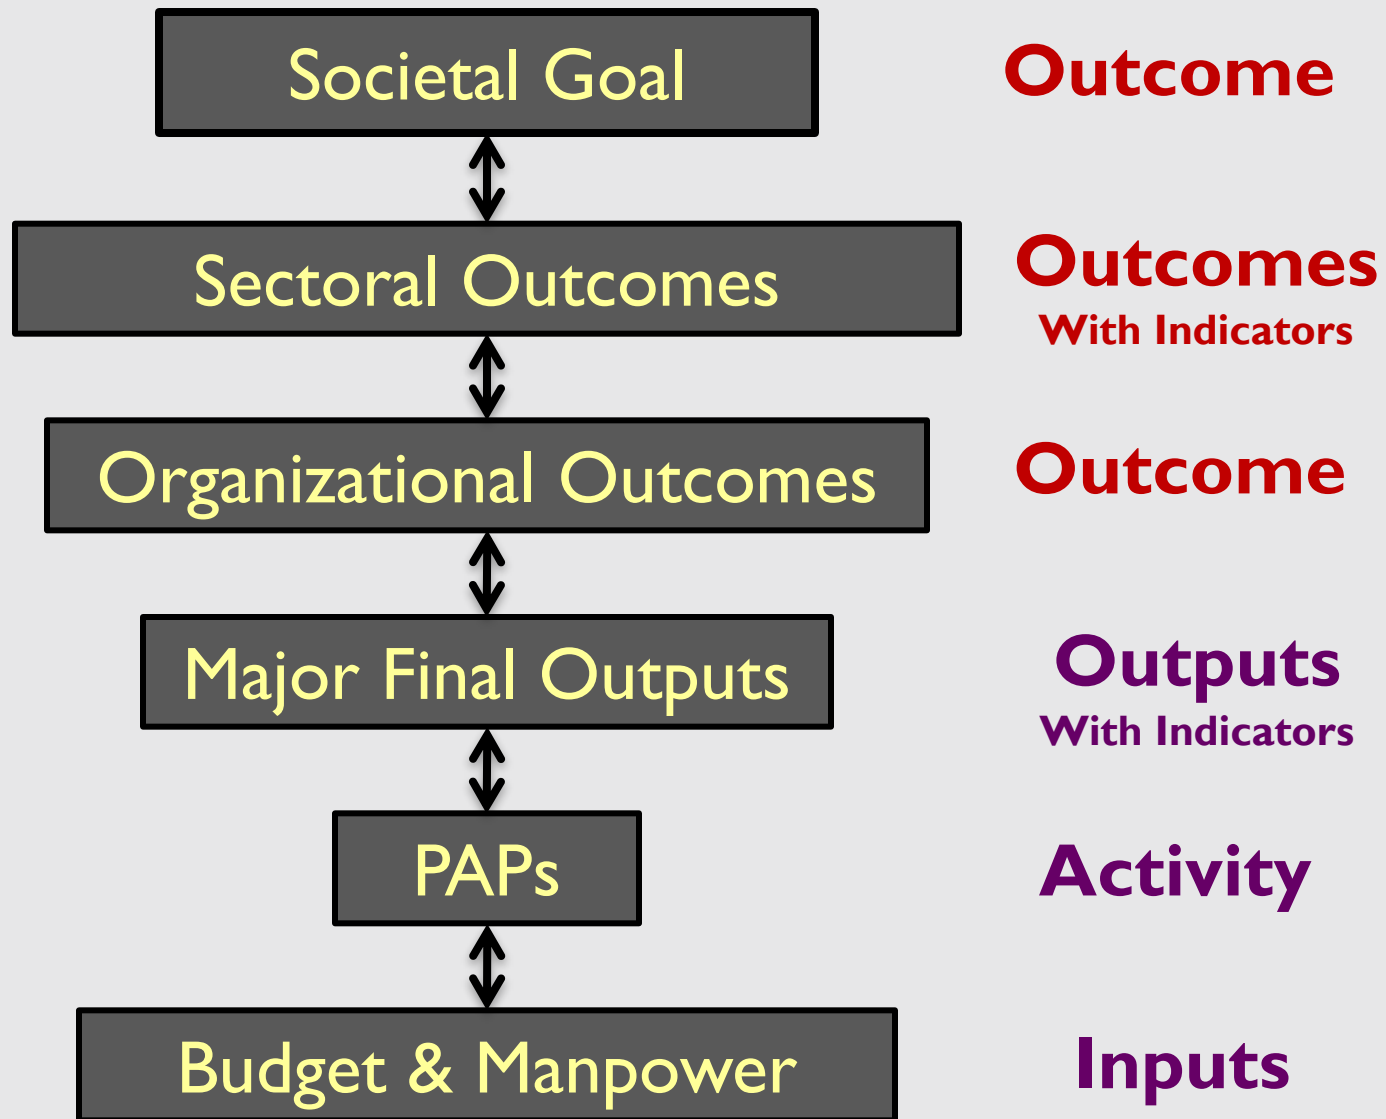 Societal Goal
Outcome
Sectoral Outcomes
Outcomes
With Indicators
Organizational Outcomes
Outcome
Major Final Outputs
Outputs
With Indicators
PAPs
Activity
Budget & Manpower
Inputs